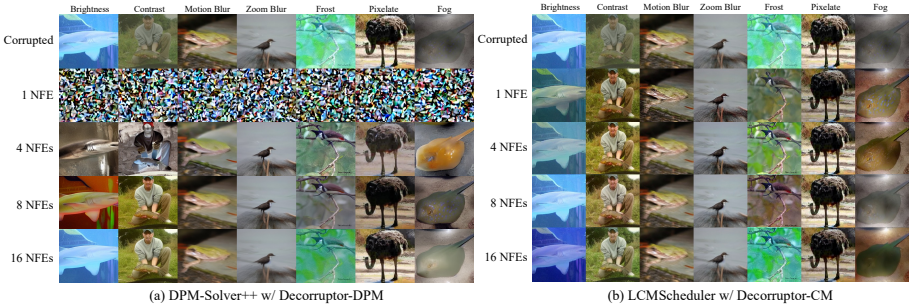 Brightness Contrast Motion Blur Zoom Blur Frost Pixelate Fog
Corrupted
1 NFE
4 NFEs
8 NFEs
16 NFEs
(a) DPM-Solver++ w/ Decorruptor-DPM
Brightness Contrast Motion Blur Zoom Blur Frost Pixelate Fog
Corrupted
1 NFE
4 NFEs
8 NFEs
16 NFEs
(b) LCMScheduler w/ Decorruptor-CM